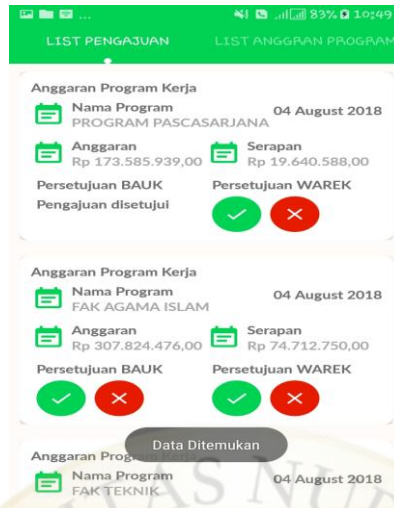 ... 83% 10:49
LIST PENGAJUAN LIST ANGGRAN PROGRAM
Anggaran Program Kerja
Nama Program 04 August 2018
PROGRAM PASCASARJANA
Anggaran Serapan
Rp 173.585.939,00 Rp 19.640.588,00
Persetujuan BAUK Persetujuan WAREK
Pengajuan disetujui
Anggaran Program Kerja
Nama Program 04 August 2018
FAK AGAMA ISLAM
Anggaran Serapan
Rp 307.824.476,00 Rp 74.712.750,00
Persetujuan BAUK Persetujuan WAREK
Data Ditemukan
Anggaran Prog
Nama Program 04 August 2018
FAK TEKNIK
TAS NU